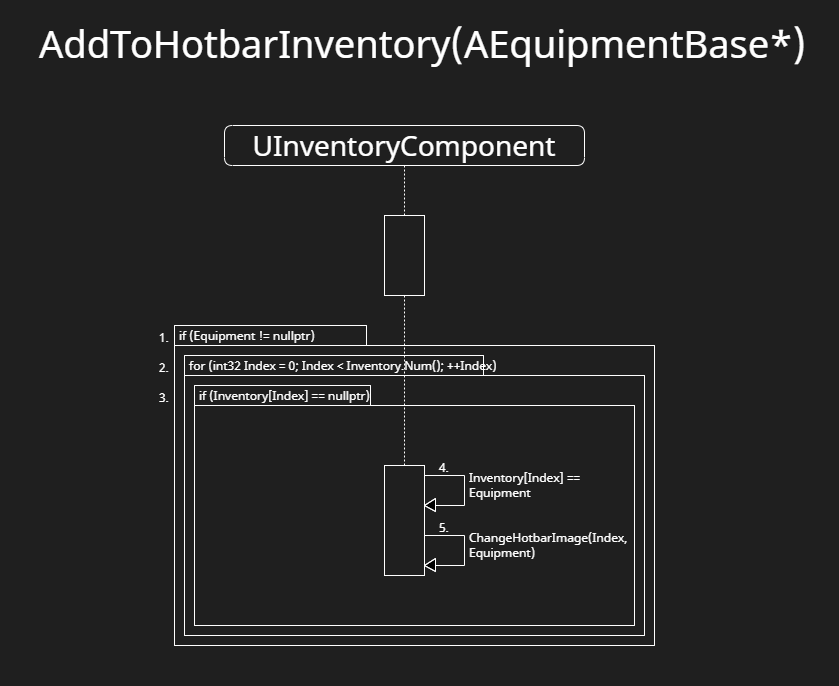 AddToHotbarInventory(AEquipmentBase*)
UInventoryComponent
1. if (Equipment != nullptr)
2. for (int32 Index = 0; Index < Inventory.Num(); ++Index)
3. if (Inventory[Index] == nullptr)
4.
Inventory[Index] ==
Equipment
5.
ChangeHotbarImage(Index,
Equipment)